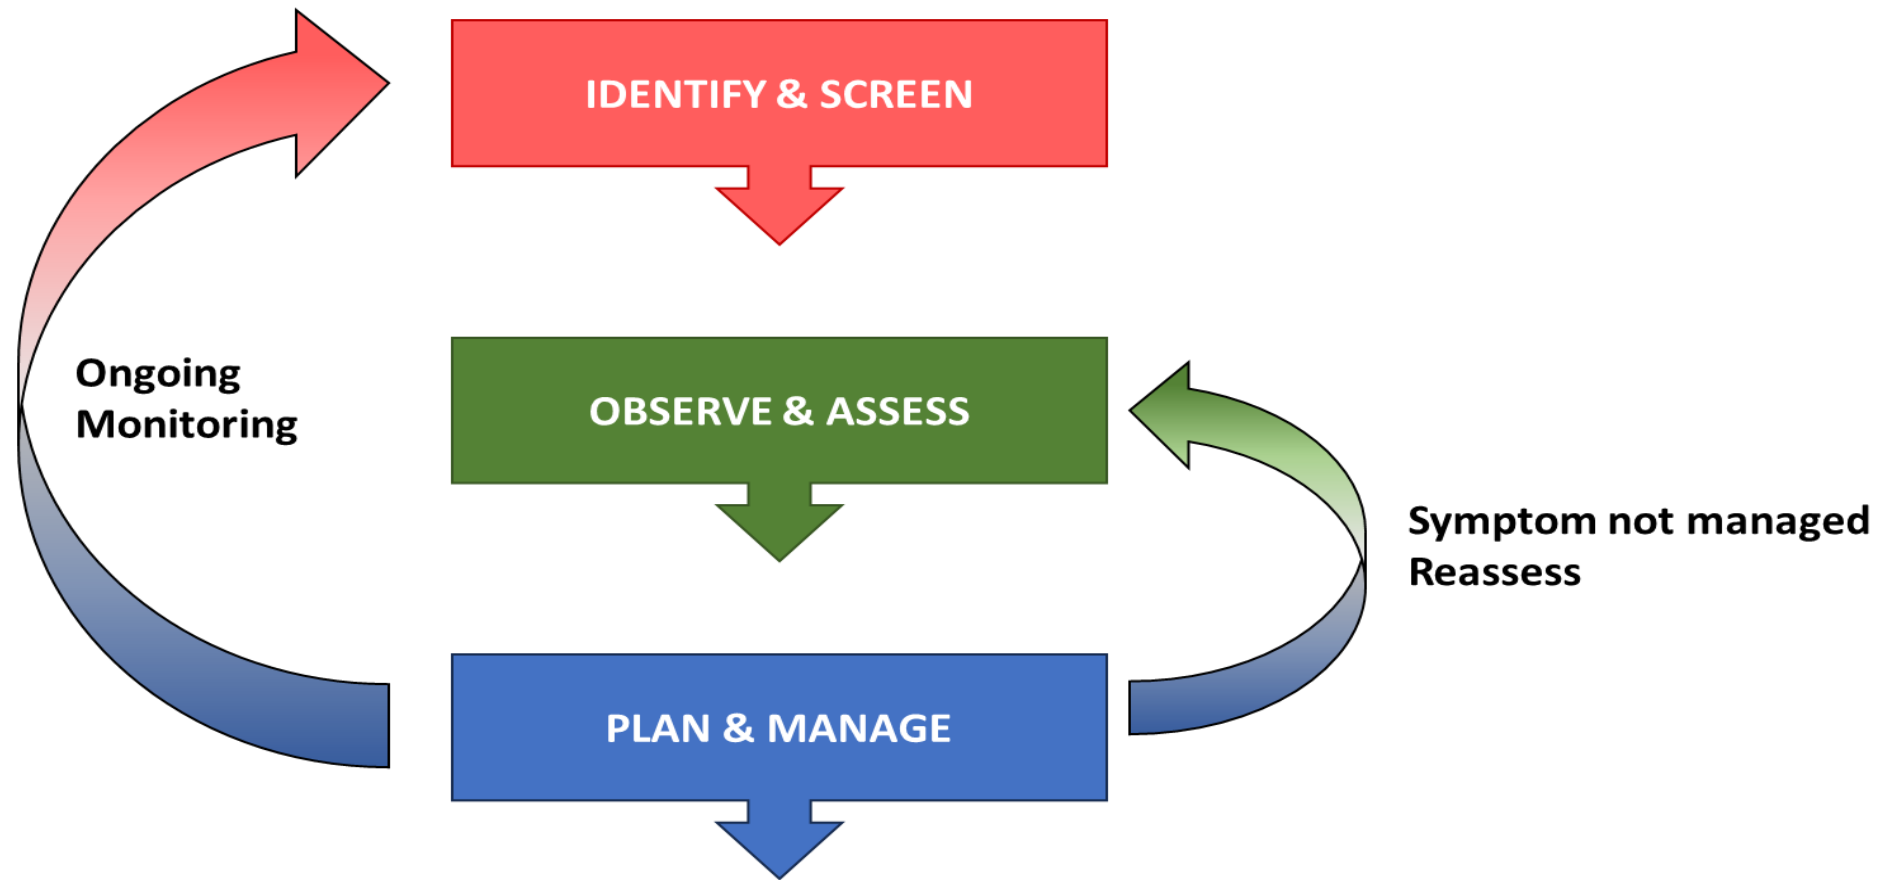 IDENTIFY & SCREEN
Ongoing
Monitoring
OBSERVE & ASSESS
Symptom not managed
Reassess
PLAN & MANAGE